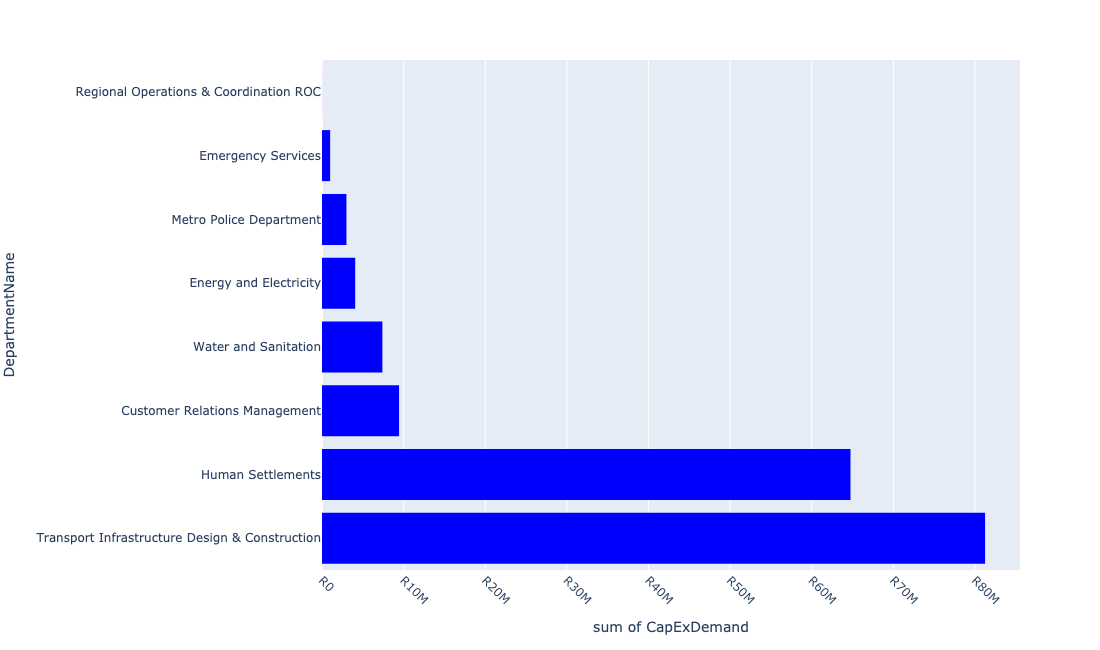 Regional Operations & Coordination ROC
Emergency Services
Metro Police Department
Energy and Electricity
Water and Sanitation
Customer Relations Management
Human Settlements
Transport Infrastructure Design & Construction
DepartmentName
R0
R10M
R20M
R30M
R40M
R50M
R60M
R70M
R80M
sum of CapExDemand